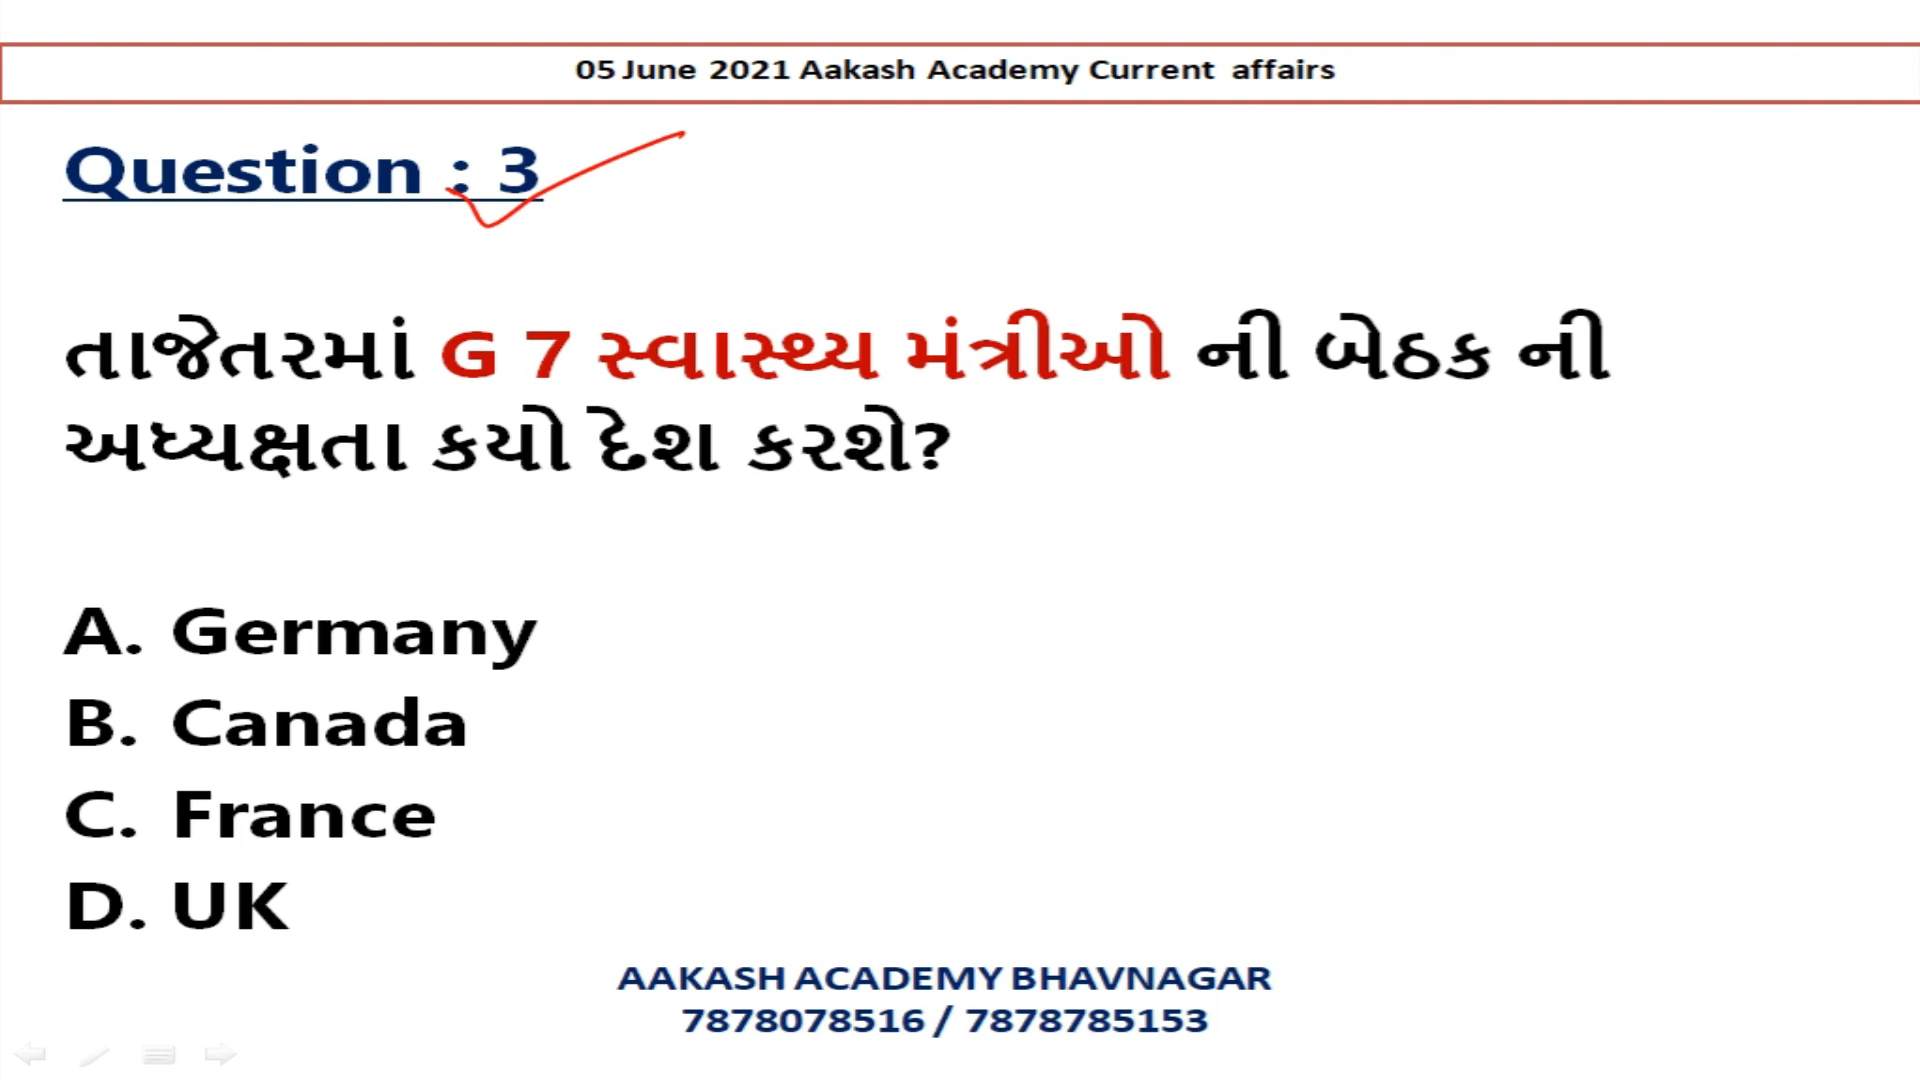 05 June 2021 Aakash Academy Current affairs
Question : 3
તાજેતરમાં G 7 સ્વાસ્થ્ય મંત્રીઓ ની બેઠક ની
અધ્યક્ષતા કયો દેશ કરશે?
A. Germany
B. Canada
C. France
D. UK
AAKASH ACADEMY BHAVNAGAR
7878078516 / 7878785153